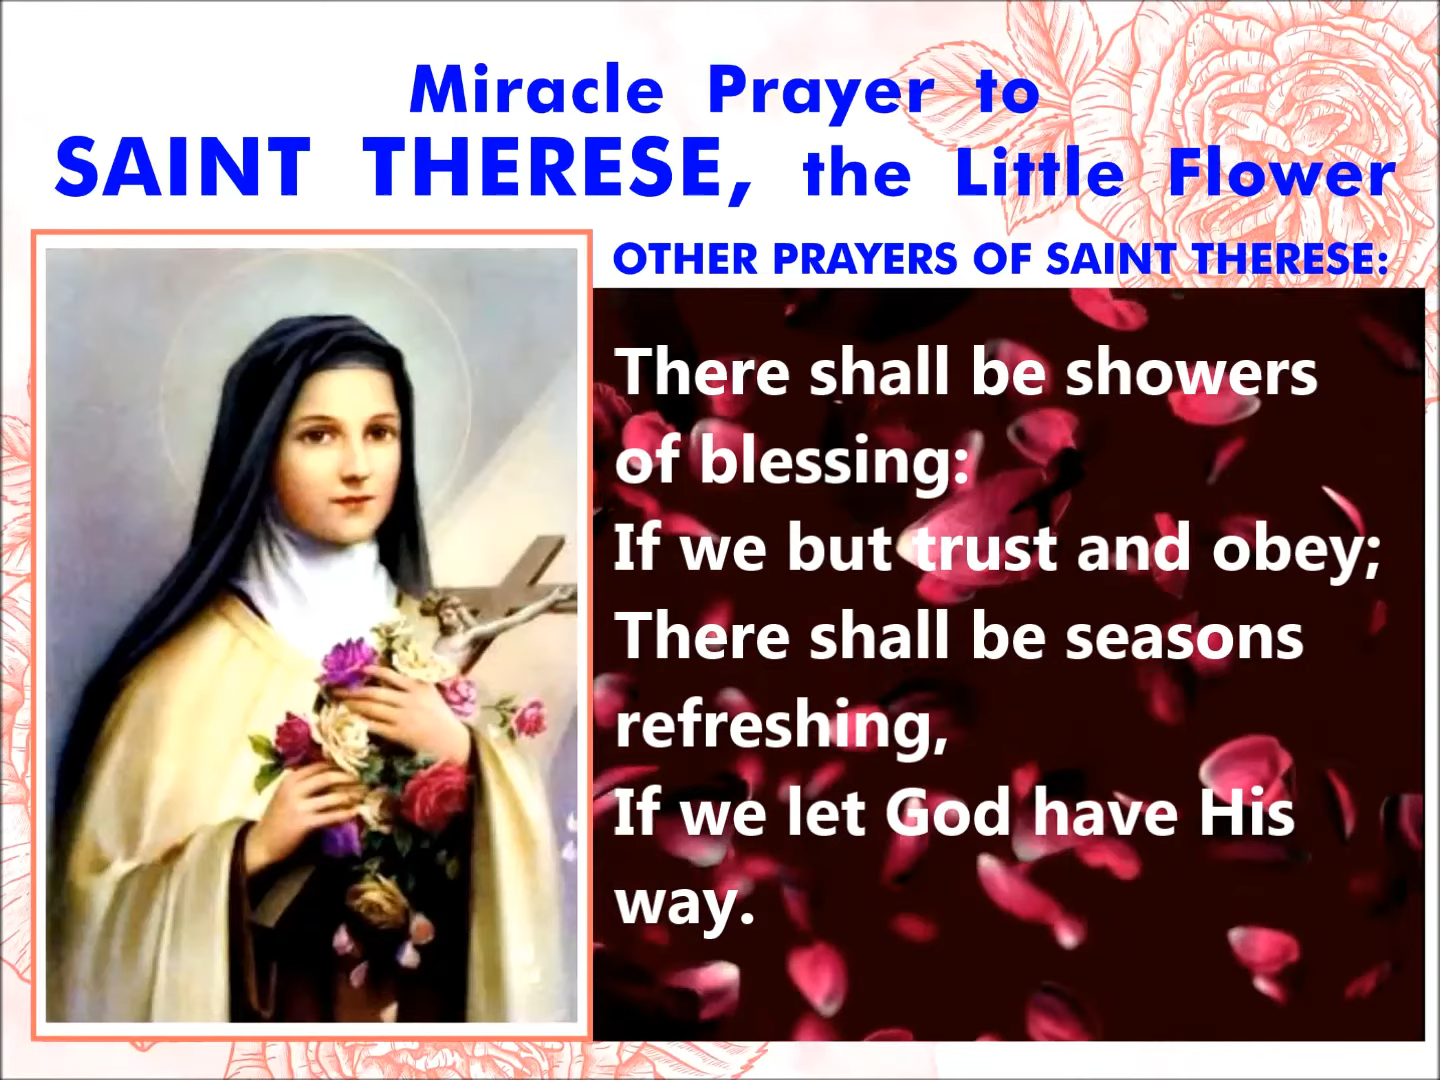 Miracle Prayer to
SAINT THERESE, the Little Flower
OTHER PRAYERS OF SAINT THERESE:
There shall be showers
of blessing:
If we but trust and obey;
There shall be seasons
refreshing,
If we let God have His
way.